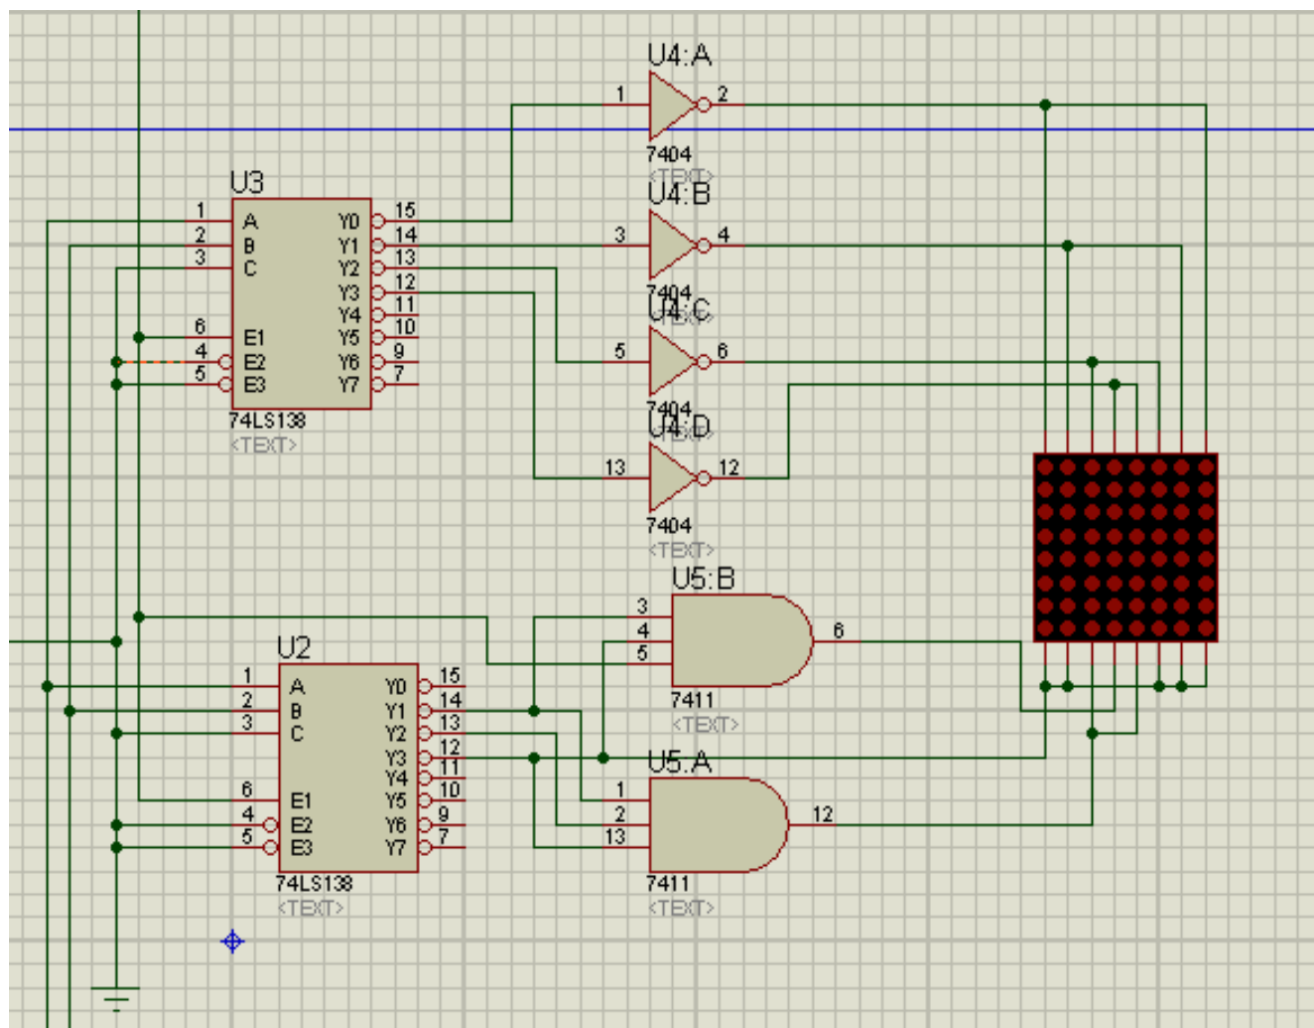 U4:A
1
2
7404
<TEXT>
U4:B
3
4
7404
<TEXT>
U4:C
5
6
7404
<TEXT>
U4:D
13
12
7404
<TEXT>
U3
1 A Y0 15
2 B Y1 14
3 C Y2 13
Y3 12
Y4 11
6 E1 Y5 10
4 E2 Y6 9
5 E3 Y7 7
74LS138
<TEXT>
U5:B
3
4
5
6
7411
<TEXT>
U2
1 A Y0 15
2 B Y1 14
3 C Y2 13
Y3 12
Y4 11
6 E1 Y5 10
4 E2 Y6 9
5 E3 Y7 7
74LS138
<TEXT>
U5:A
1
2
13
12
7411
<TEXT>